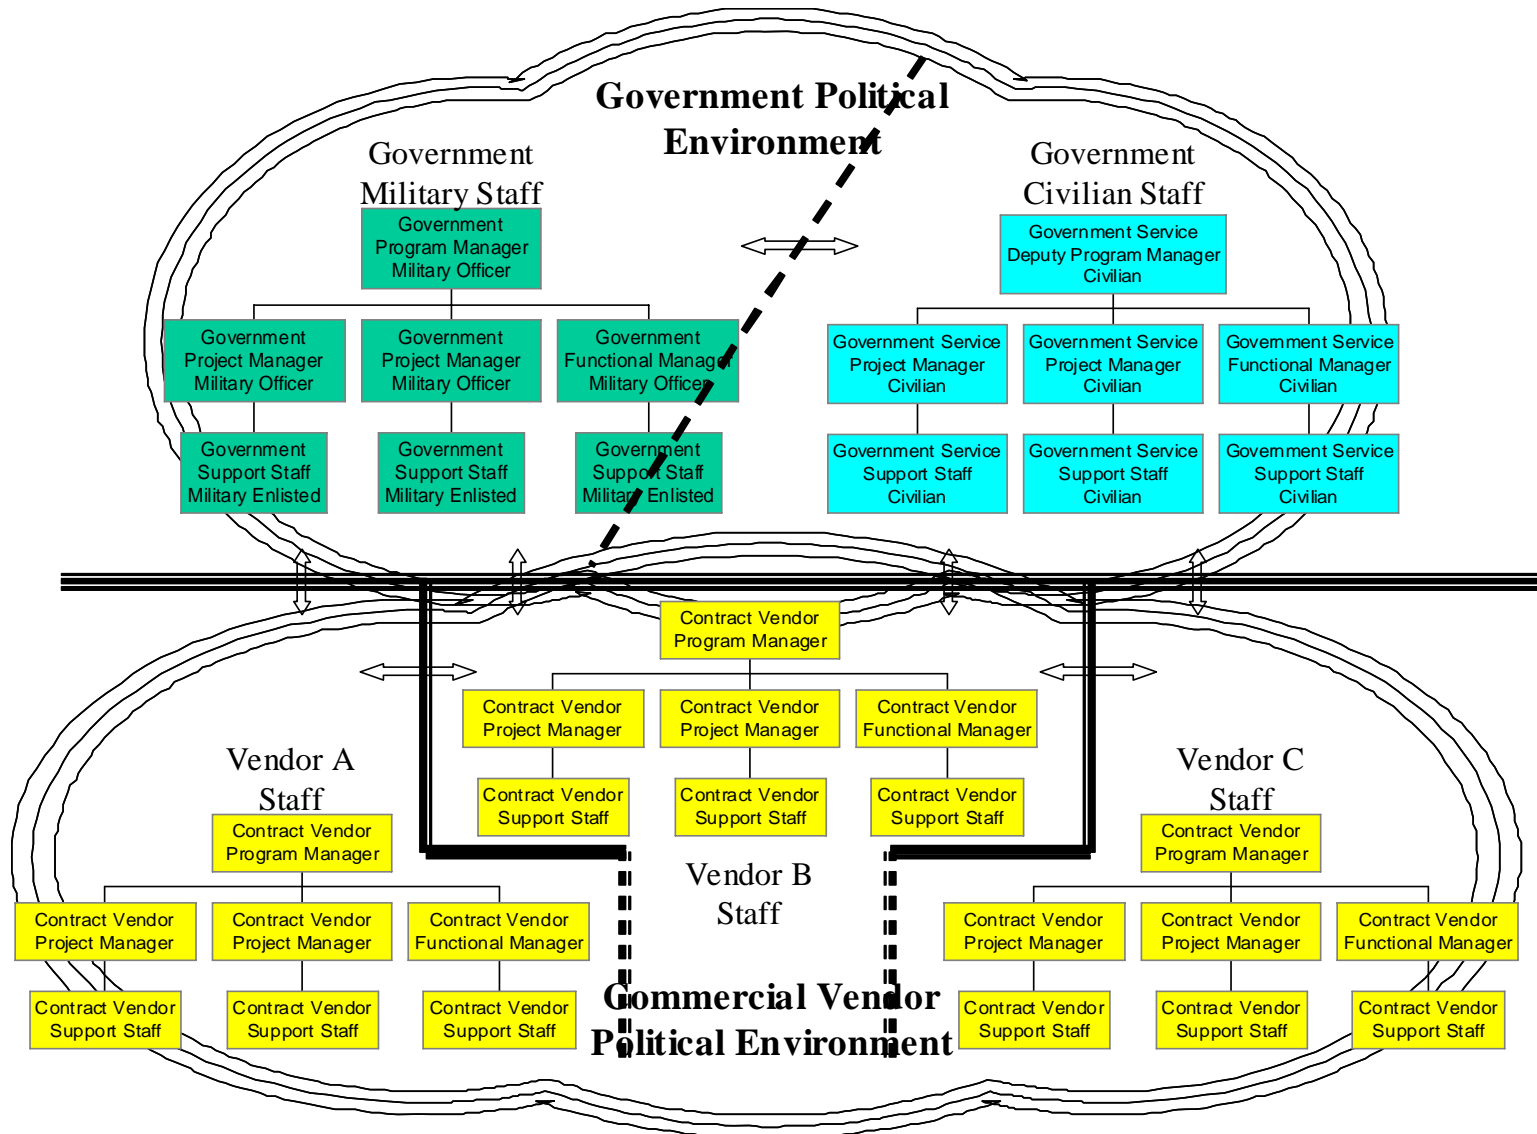 Government Political
Environment
Government
Military Staff
Government
Civilian Staff
Government
Program Manager
Military Officer
Government Service
Deputy Program Manager
Civilian
Government
Project Manager
Military Officer
Government
Project Manager
Military Officer
Government
Functional Manager
Military Officer
Government Service
Project Manager
Civilian
Government Service
Project Manager
Civilian
Government Service
Functional Manager
Civilian
Government
Support Staff
Military Enlisted
Government
Support Staff
Military Enlisted
Government
Support Staff
Military Enlisted
Government Service
Support Staff
Civilian
Government Service
Support Staff
Civilian
Government Service
Support Staff
Civilian
Contract Vendor
Program Manager
Contract Vendor
Project Manager
Contract Vendor
Project Manager
Contract Vendor
Functional Manager
Contract Vendor
Support Staff
Contract Vendor
Support Staff
Contract Vendor
Support Staff
Vendor B
Staff
Vendor A
Staff
Contract Vendor
Program Manager
Contract Vendor
Project Manager
Contract Vendor
Project Manager
Contract Vendor
Functional Manager
Contract Vendor
Support Staff
Contract Vendor
Support Staff
Contract Vendor
Support Staff
Vendor C
Staff
Contract Vendor
Program Manager
Contract Vendor
Project Manager
Contract Vendor
Project Manager
Contract Vendor
Functional Manager
Contract Vendor
Support Staff
Contract Vendor
Support Staff
Contract Vendor
Support Staff
Commercial Vendor
Political Environment